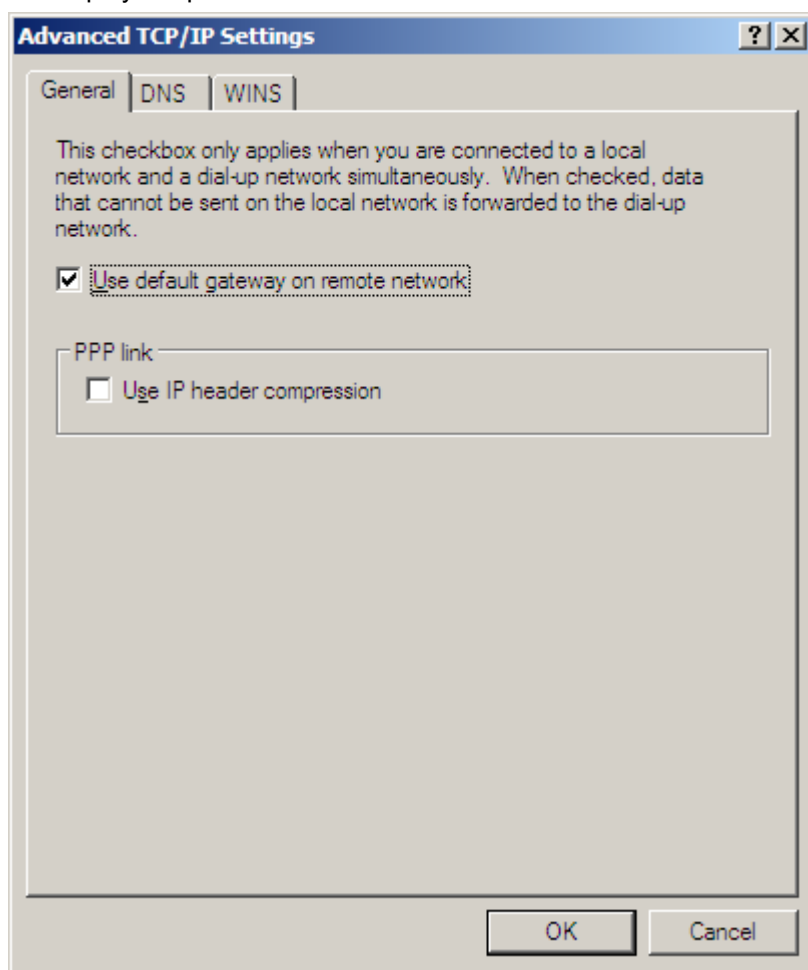 Advanced TCP/IP Settings
General DNS WINS
This checkbox only applies when you are connected to a local
network and a dial-up network simultaneously. When checked, data
that cannot be sent on the local network is forwarded to the dial-up
network.
Use default gateway on remote network
PPP link
Use IP header compression
OK Cancel